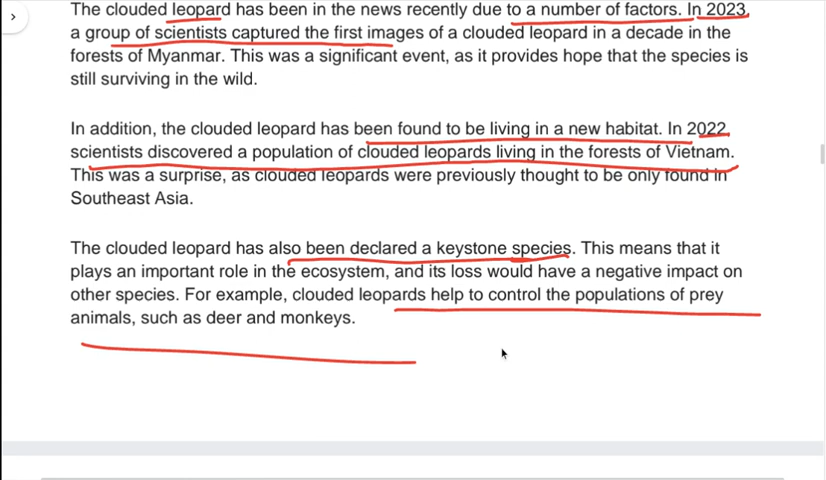 The clouded leopard has been in the news recently due to a number of factors. In 2023,
a group of scientists captured the first images of a clouded leopard in a decade in the
forests of Myanmar. This was a significant event, as it provides hope that the species is
still surviving in the wild.
In addition, the clouded leopard has been found to be living in a new habitat. In 2022,
scientists discovered a population of clouded leopards living in the forests of Vietnam.
This was a surprise, as clouded leopards were previously thought to be only found in
Southeast Asia.
The clouded leopard has also been declared a keystone species. This means that it
plays an important role in the ecosystem, and its loss would have a negative impact on
other species. For example, clouded leopards help to control the populations of prey
animals, such as deer and monkeys.